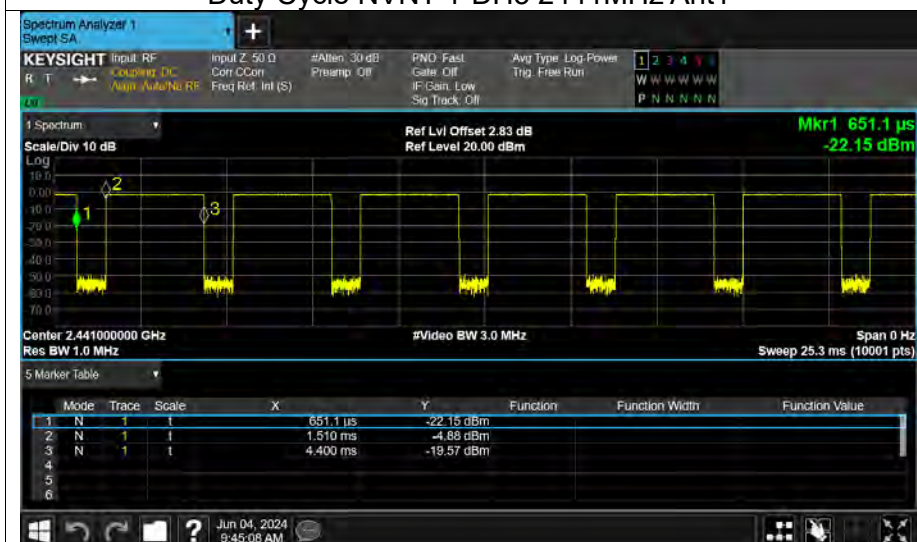 Duty Cycle NVNT 1-DH5 2441MHz Ant1
Spectrum Analyzer 1
Swept SA
+
KEYSIGHT Input: RF Input Z: 50 Ω #Atten: 30 dB PNO: Fast Avg Type: Log-Power 1 2 3 4 5 6
R T Coupling: DC Corr CCorr Preamp: Off Gate: Off Trig: Free Run W W W W W W
Align: Auto/No RF Freq Ref: Int (S) IF Gain: Low
Sig Track: Off P N N N N N
1 Spectrum Ref Lvl Offset 2.83 dB Mkr1 651.1 µs
Scale/Div 10 dB Ref Level 20.00 dBm -22.15 dBm
Log
10.0
0.00
-10.0
-20.0
-30.0
-40.0
-50.0
-60.0
-70.0
1
2
3
Center 2.441000000 GHz #Video BW 3.0 MHz Span 0 Hz
Res BW 1.0 MHz Sweep 25.3 ms (10001 pts)
5 Marker Table
Mode Trace Scale X Y Function Function Width Function Value
1 N 1 t 651.1 µs -22.15 dBm
2 N 1 t 1.510 ms -4.88 dBm
3 N 1 t 4.400 ms -19.57 dBm
4
5
6
? Jun 04, 2024
9:45:08 AM